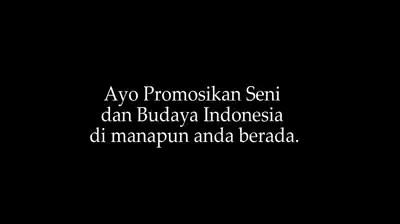 Ayo Promosikan Seni
dan Budaya Indonesia
di manapun anda berada.